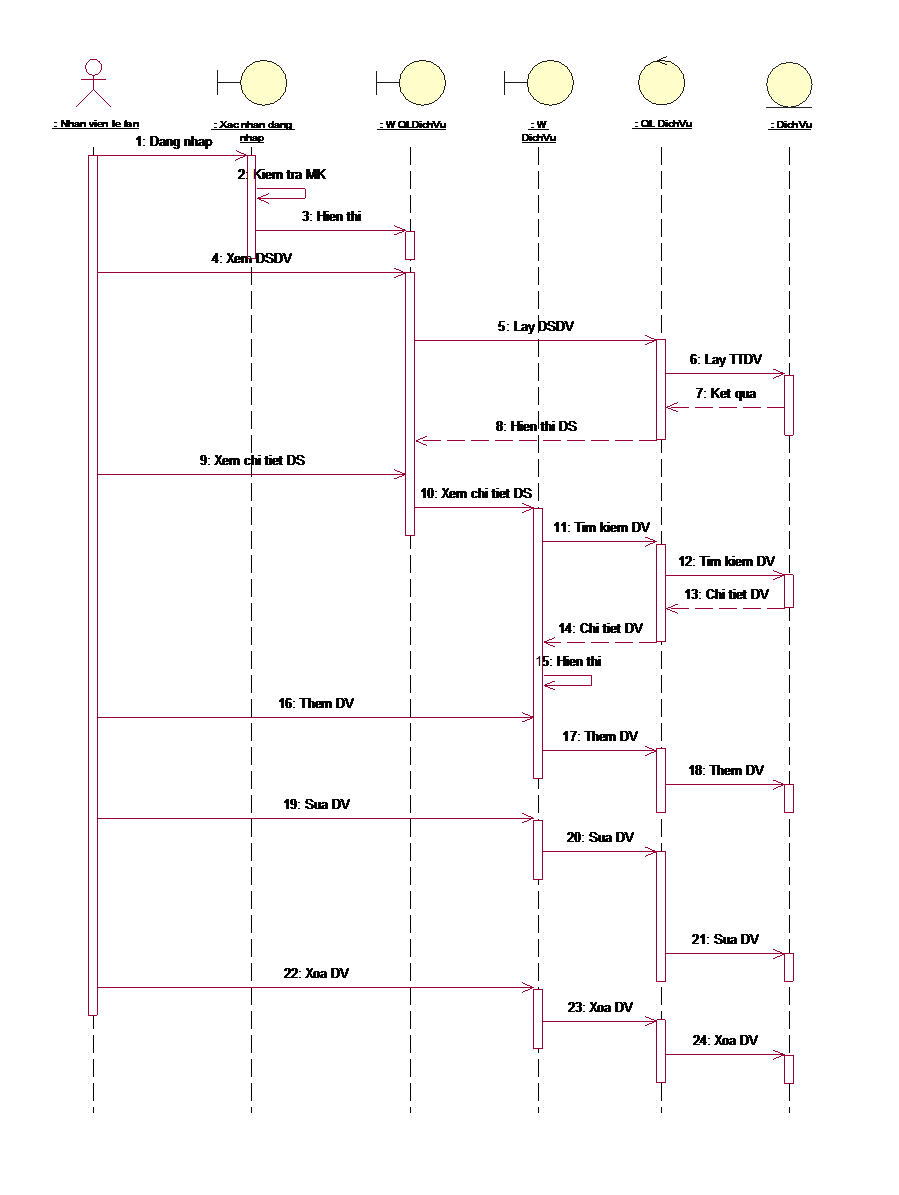 : Nhan vien le tan
: Xac nhan dang
nhap
: W QLDichVu
: W
DichVu
: QL DichVu
: DichVu
1: Dang nhap
2: Kiem tra MK
3: Hien thi
4: Xem DSDV
5: Lay DSDV
6: Lay TTDV
7: Ket qua
8: Hien thi DS
9: Xem chi tiet DS
10: Xem chi tiet DS
11: Tim kiem DV
12: Tim kiem DV
13: Chi tiet DV
14: Chi tiet DV
15: Hien thi
16: Them DV
17: Them DV
18: Them DV
19: Sua DV
20: Sua DV
21: Sua DV
22: Xoa DV
23: Xoa DV
24: Xoa DV